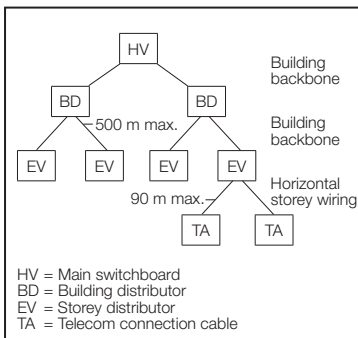 HV
Building
backbone
BD
BD
500 m max.
Building
backbone
EV
EV
EV
EV
90 m max.
Horizontal
storey wiring
TA
TA
HV = Main switchboard
BD = Building distributor
EV = Storey distributor
TA = Telecom connection cable